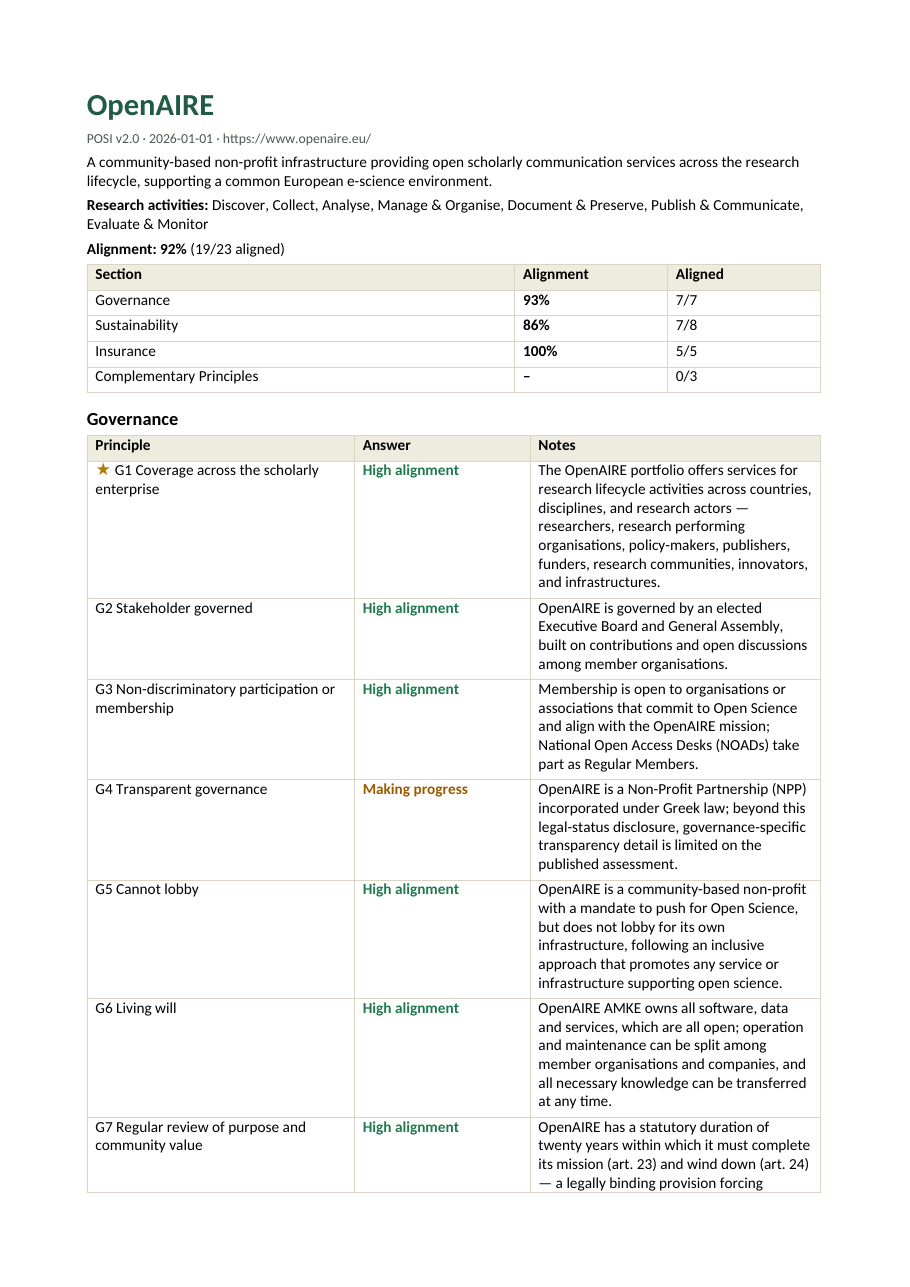 OpenAIRE
POSI v2.0 · 2026-01-01 · https://www.openaire.eu/
A community-based non-profit infrastructure providing open scholarly communication services across the research
lifecycle, supporting a common European e-science environment.
Research activities: Discover, Collect, Analyse, Manage & Organise, Document & Preserve, Publish & Communicate,
Evaluate & Monitor
Alignment: 92% (19/23 aligned)
Section Alignment Aligned
Governance 93% 7/7
Sustainability 86% 7/8
Insurance 100% 5/5
Complementary Principles – 0/3
Governance
Principle Answer Notes
★ G1 Coverage across the scholarly
enterprise
High alignment
The OpenAIRE portfolio offers services for
research lifecycle activities across countries,
disciplines, and research actors —
researchers, research performing
organisations, policy-makers, publishers,
funders, research communities, innovators,
and infrastructures.
G2 Stakeholder governed
High alignment
OpenAIRE is governed by an elected
Executive Board and General Assembly,
built on contributions and open discussions
among member organisations.
G3 Non-discriminatory participation or
membership
High alignment
Membership is open to organisations or
associations that commit to Open Science
and align with the OpenAIRE mission;
National Open Access Desks (NOADs) take
part as Regular Members.
G4 Transparent governance
Making progress
OpenAIRE is a Non-Profit Partnership (NPP)
incorporated under Greek law; beyond this
legal-status disclosure, governance-specific
transparency detail is limited on the
published assessment.
G5 Cannot lobby
High alignment
OpenAIRE is a community-based non-profit
with a mandate to push for Open Science,
but does not lobby for its own
infrastructure, following an inclusive
approach that promotes any service or
infrastructure supporting open science.
G6 Living will
High alignment
OpenAIRE AMKE owns all software, data
and services, which are all open; operation
and maintenance can be split among
member organisations and companies, and
all necessary knowledge can be transferred
at any time.
G7 Regular review of purpose and
community value
High alignment
OpenAIRE has a statutory duration of
twenty years within which it must complete
its mission (art. 23) and wind down (art. 24)
— a legally binding provision forcing